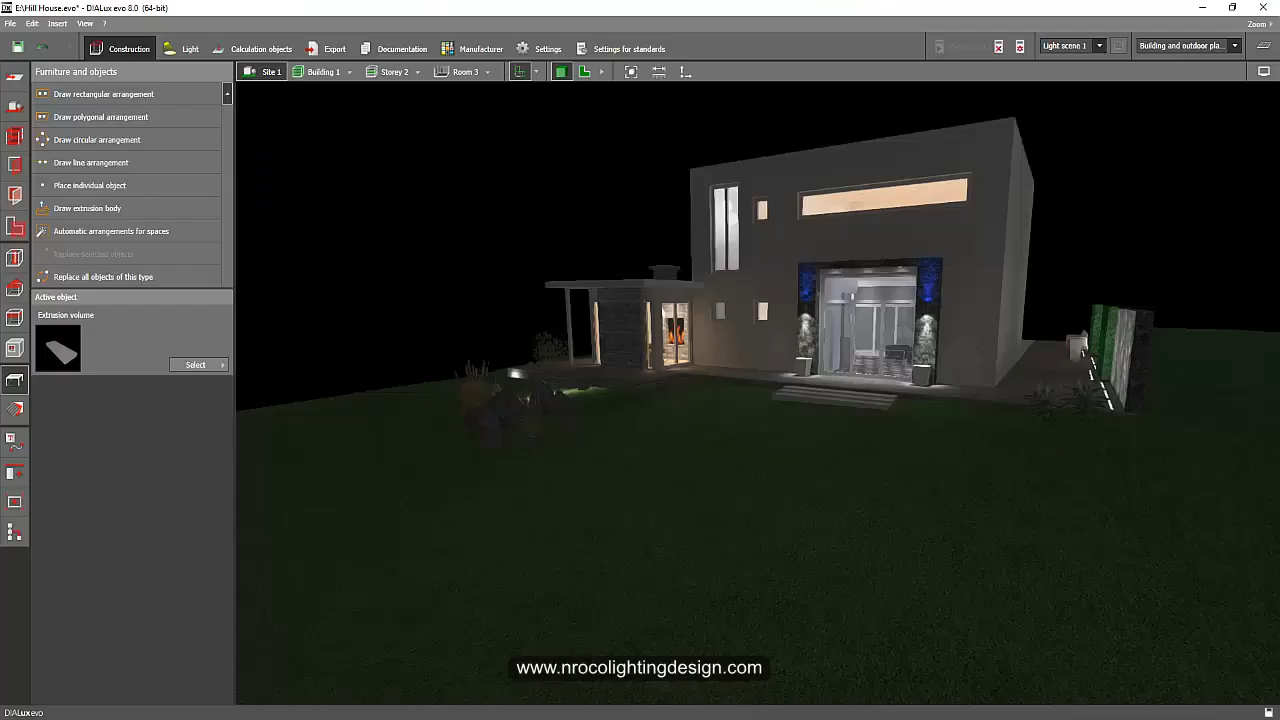 E:\Hill House.evo* - DIALux evo 8.0 (64-bit)
File Edit Insert View ?
Zoom
Construction Light Calculation objects Export Documentation Manufacturer Settings Settings for standards
Light scene 1 Building and outdoor pla...
Furniture and objects
Site 1 Building 1 Storey 2 Room 3
Draw rectangular arrangement
Draw polygonal arrangement
Draw circular arrangement
Draw line arrangement
Place individual object
Draw extrusion body
Automatic arrangements for spaces
Replace selected objects
Replace all objects of this type
Active object
Extrusion volume
Select
www.nrocolightingdesign.com
DIALux evo